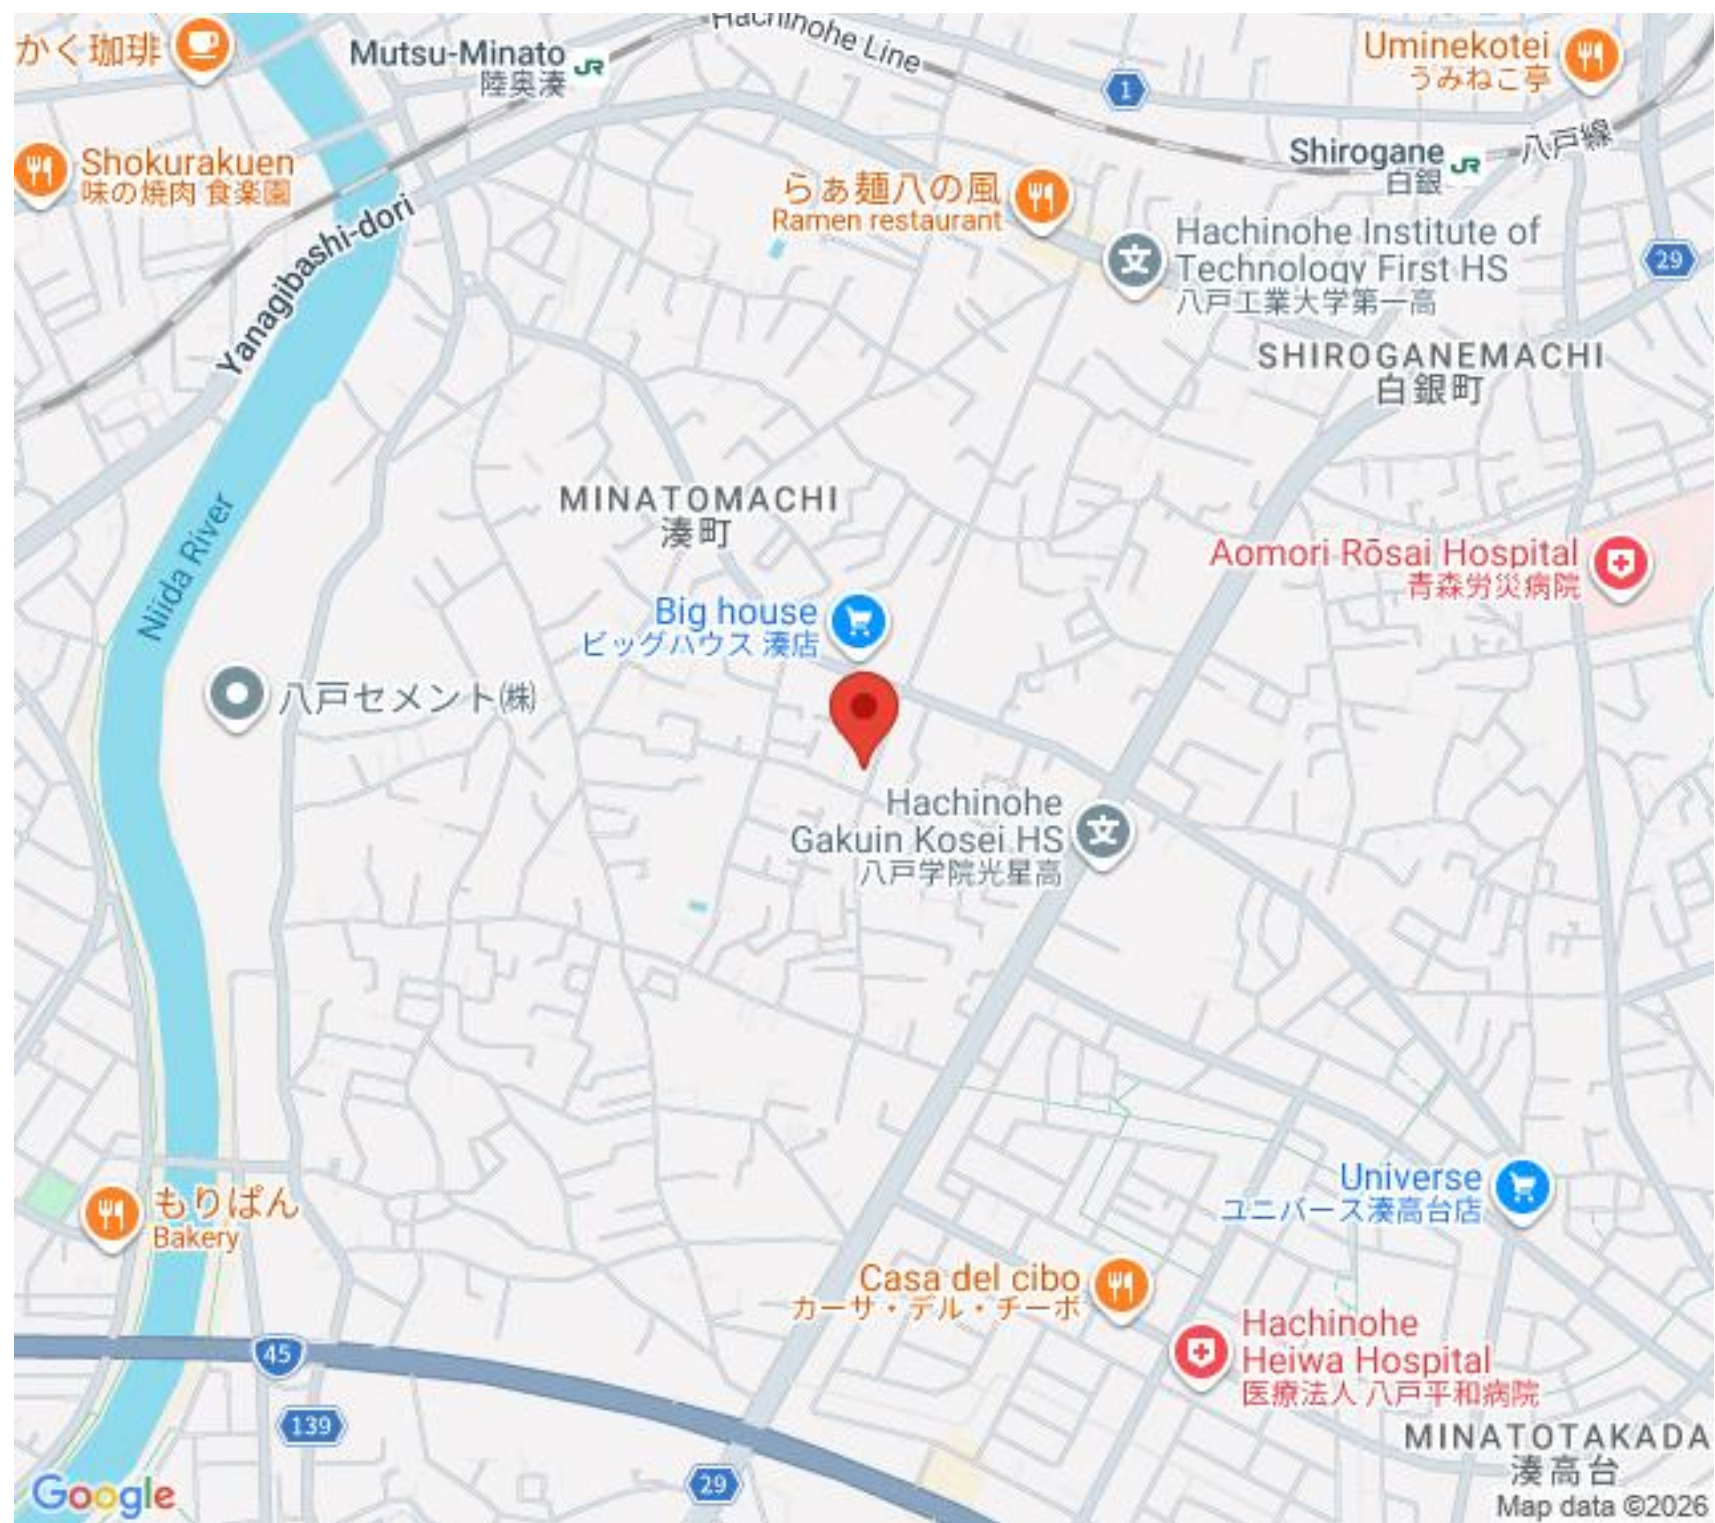 かく珈琲
Mutsu-Minato
陸奥湊
JR
Hachinohe Line
1
Uminekotei
うみねこ亭
Shokurakuen
味の焼肉 食楽園
Shirogane
白銀
JR
八戸線
Yanagibashi-dori
らぁ麺八の風
Ramen restaurant
文
Hachinohe Institute of
Technology First HS
八戸工業大学第一高
29
SHIROGANEMACHI
白銀町
MINATOMACHI
湊町
Niida River
Aomori Rōsai Hospital
青森労災病院
Big house
ビッグハウス 湊店
八戸セメント㈱
Hachinohe
Gakuin Kosei HS
八戸学院光星高
文
もりぱん
Bakery
Universe
ユニバース湊高台店
Casa del cibo
カーサ・デル・チーボ
Hachinohe
Heiwa Hospital
医療法人 八戸平和病院
45
139
29
MINATOTAKADA
湊高台
Google
Map data ©2026